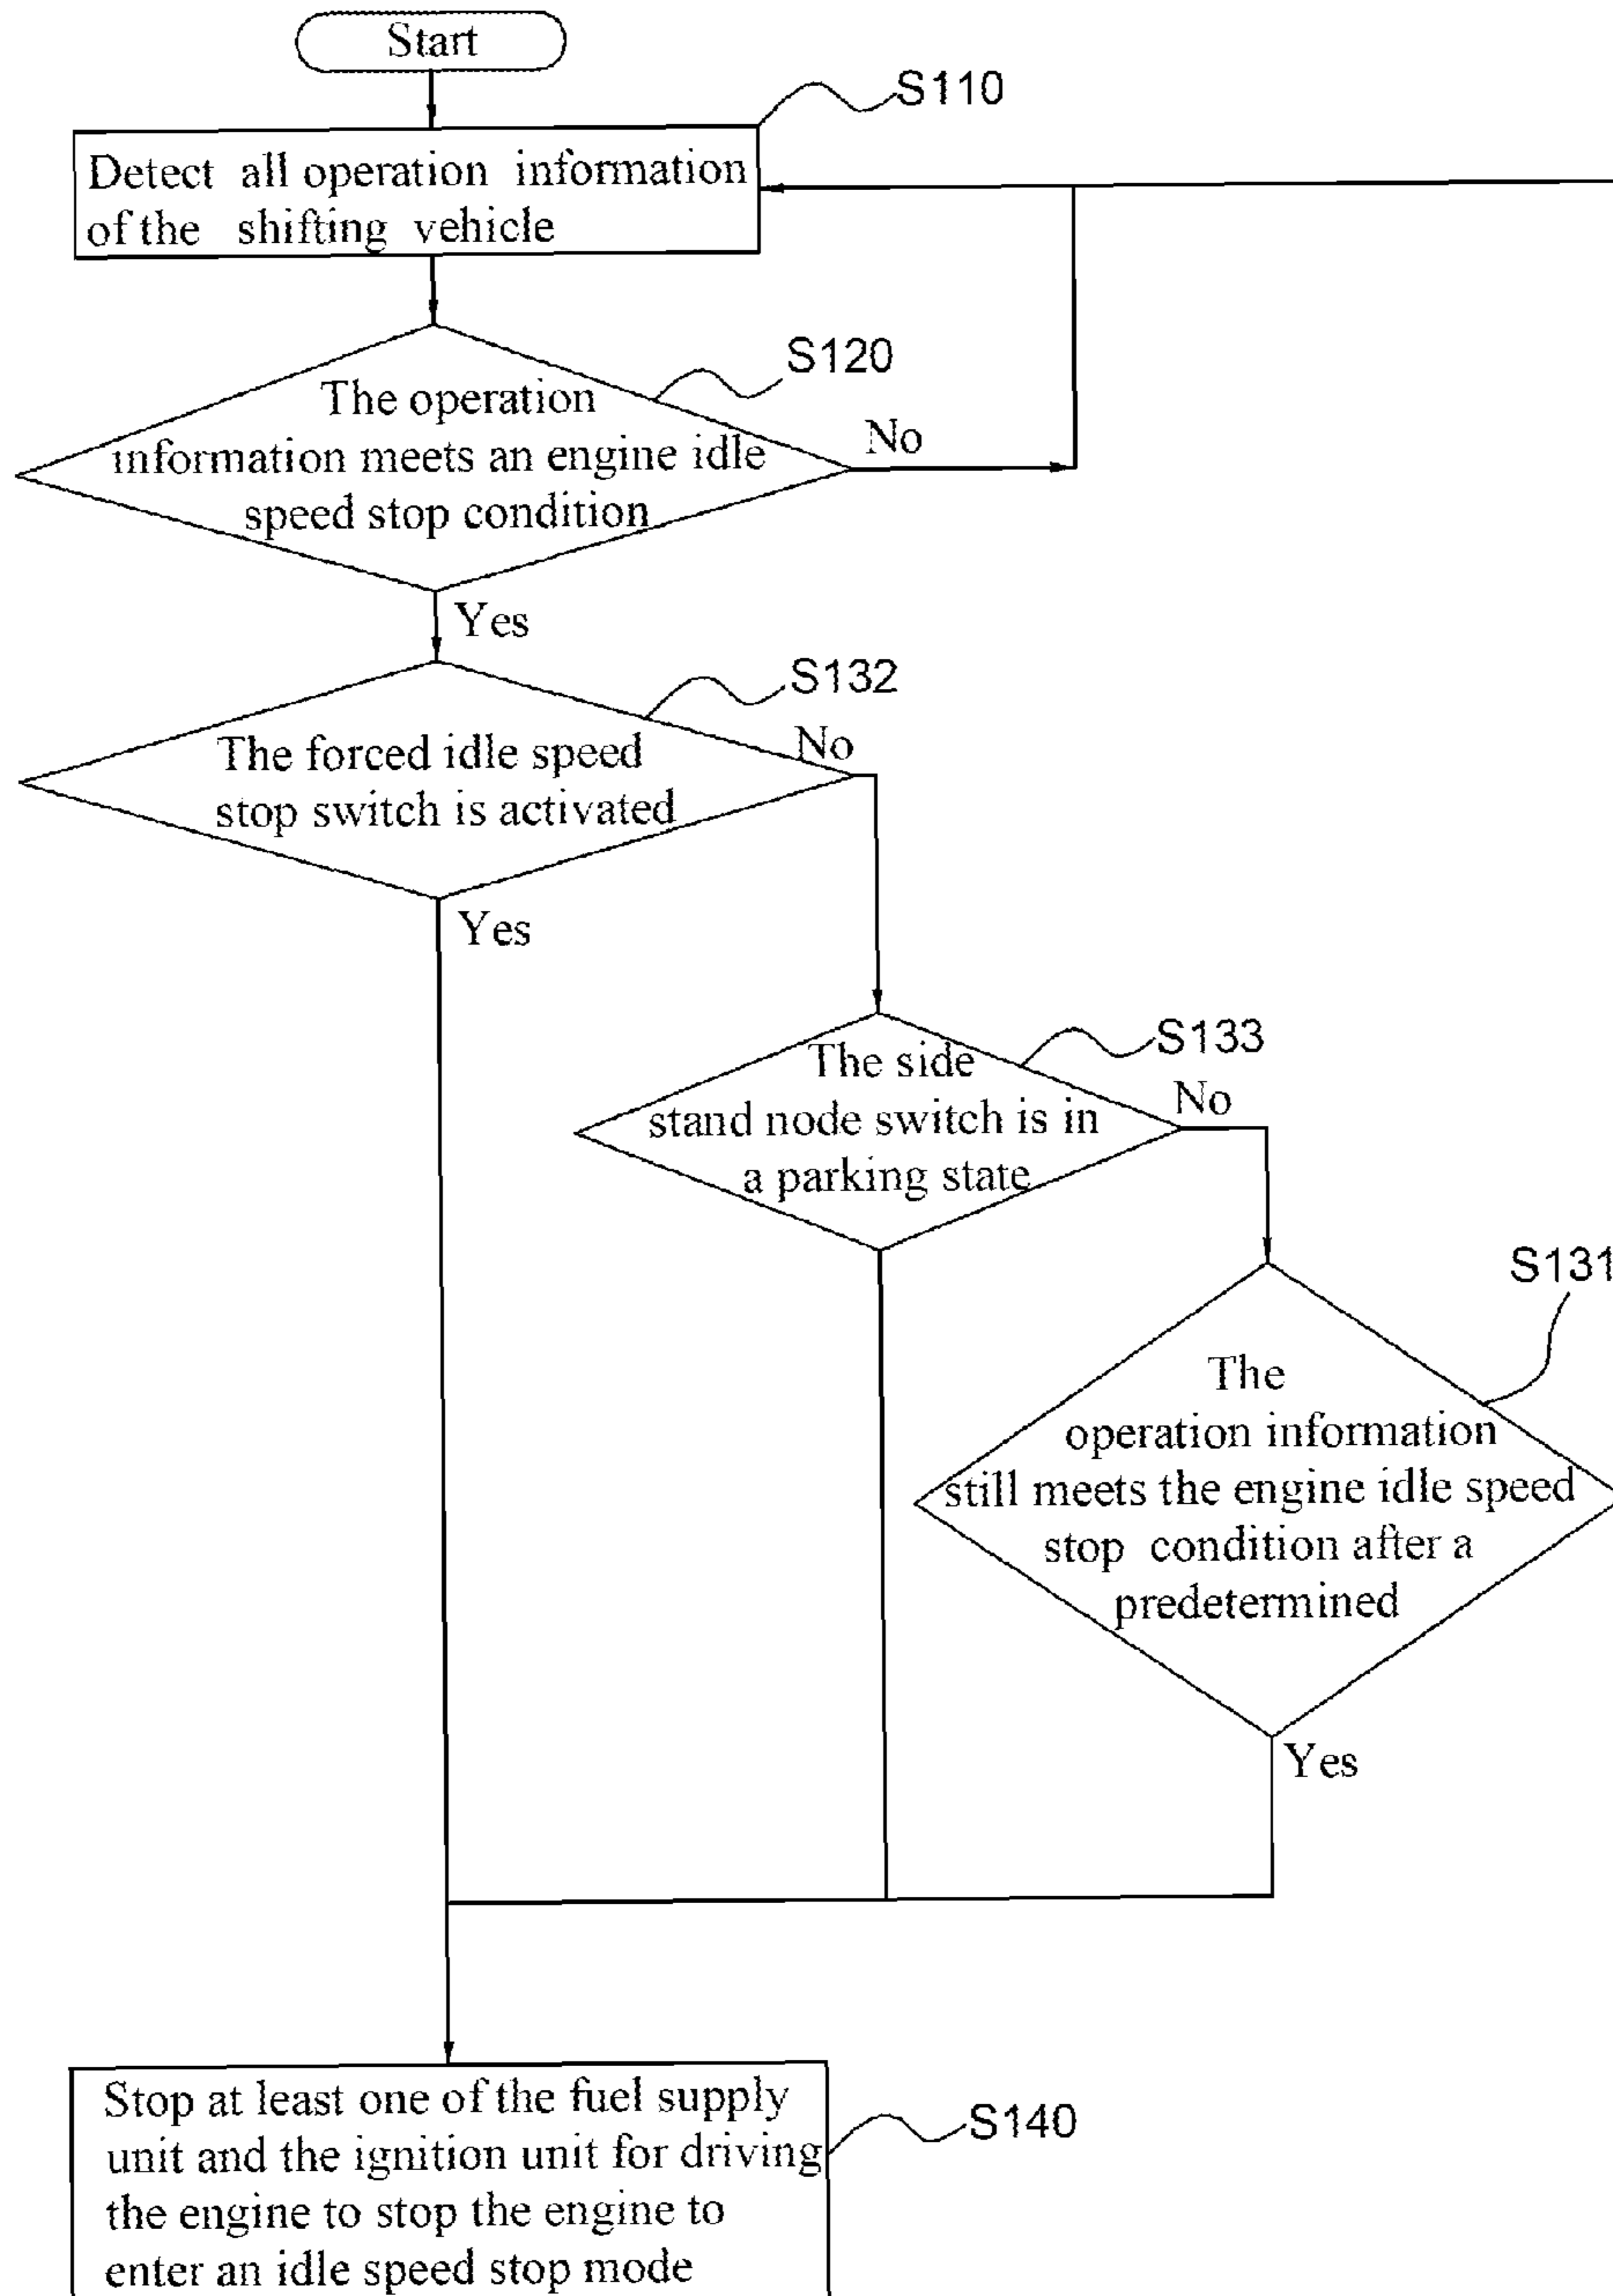 Start
S110
Detect all operation information
of the shifting vehicle
S120
The operation
information meets an engine idle
speed stop condition
No
Yes
S132
The forced idle speed
stop switch is activated
No
Yes
S133
The side
stand node switch is in
a parking state
No
S131
The
operation information
still meets the engine idle speed
stop condition after a
predetermined
Yes
Stop at least one of the fuel supply
unit and the ignition unit for driving
the engine to stop the engine to
enter an idle speed stop mode
S140